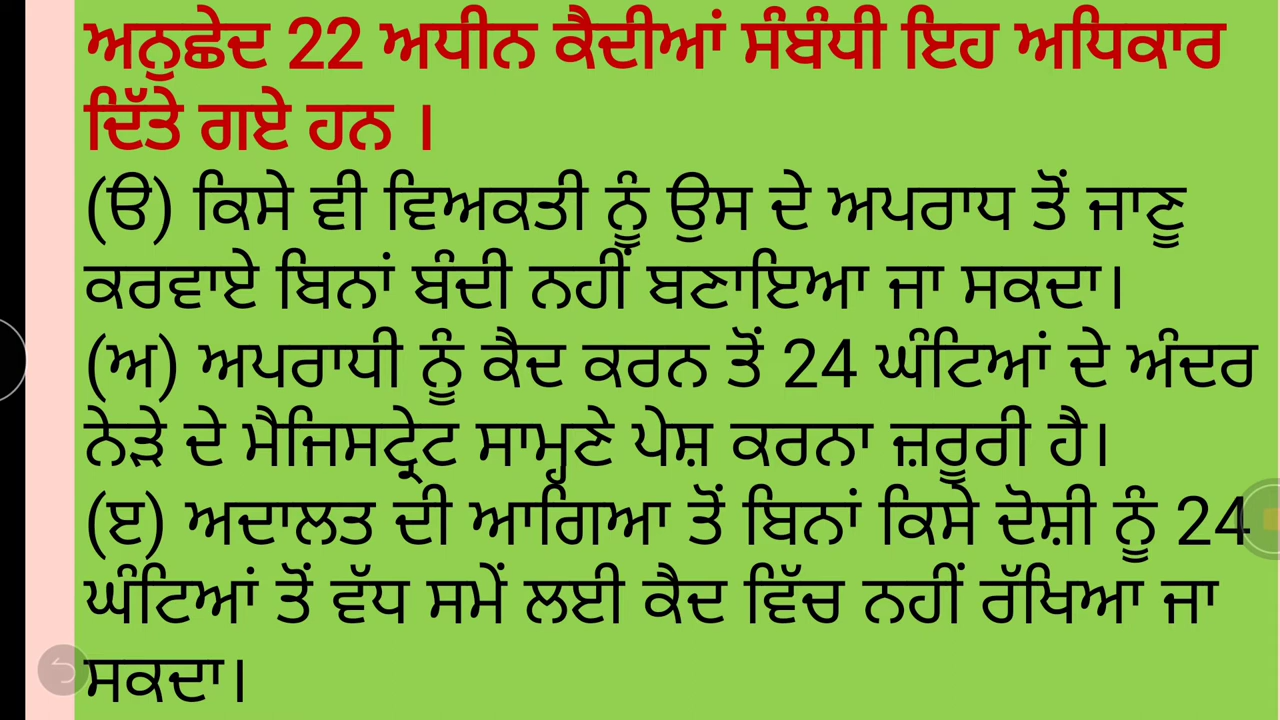 ਅਨੁਛੇਦ 22 ਅਧੀਨ ਕੈਦੀਆਂ ਸੰਬੰਧੀ ਇਹ ਅਧਿਕਾਰ
ਦਿੱਤੇ ਗਏ ਹਨ ।
(ੳ) ਕਿਸੇ ਵੀ ਵਿਅਕਤੀ ਨੂੰ ਉਸ ਦੇ ਅਪਰਾਧ ਤੋਂ ਜਾਣੂ
ਕਰਵਾਏ ਬਿਨਾਂ ਬੰਦੀ ਨਹੀਂ ਬਣਾਇਆ ਜਾ ਸਕਦਾ।
(ਅ) ਅਪਰਾਧੀ ਨੂੰ ਕੈਦ ਕਰਨ ਤੋਂ 24 ਘੰਟਿਆਂ ਦੇ ਅੰਦਰ
ਨੇੜੇ ਦੇ ਮੈਜਿਸਟ੍ਰੇਟ ਸਾਮ੍ਹਣੇ ਪੇਸ਼ ਕਰਨਾ ਜ਼ਰੂਰੀ ਹੈ।
(ੲ) ਅਦਾਲਤ ਦੀ ਆਗਿਆ ਤੋਂ ਬਿਨਾਂ ਕਿਸੇ ਦੋਸ਼ੀ ਨੂੰ 24
ਘੰਟਿਆਂ ਤੋਂ ਵੱਧ ਸਮੇਂ ਲਈ ਕੈਦ ਵਿੱਚ ਨਹੀਂ ਰੱਖਿਆ ਜਾ
ਸਕਦਾ।